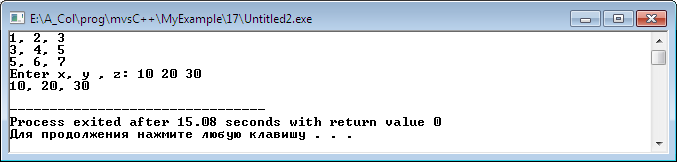 E:\A_Col\prog\mvsC++\MyExample\17\Untitled2.exe
1, 2, 3
3, 4, 5
5, 6, 7
Enter x, y , z: 10 20 30
10, 20, 30
--------------------------------
Process exited after 15.08 seconds with return value 0
Для продолжения нажмите любую клавишу . . .